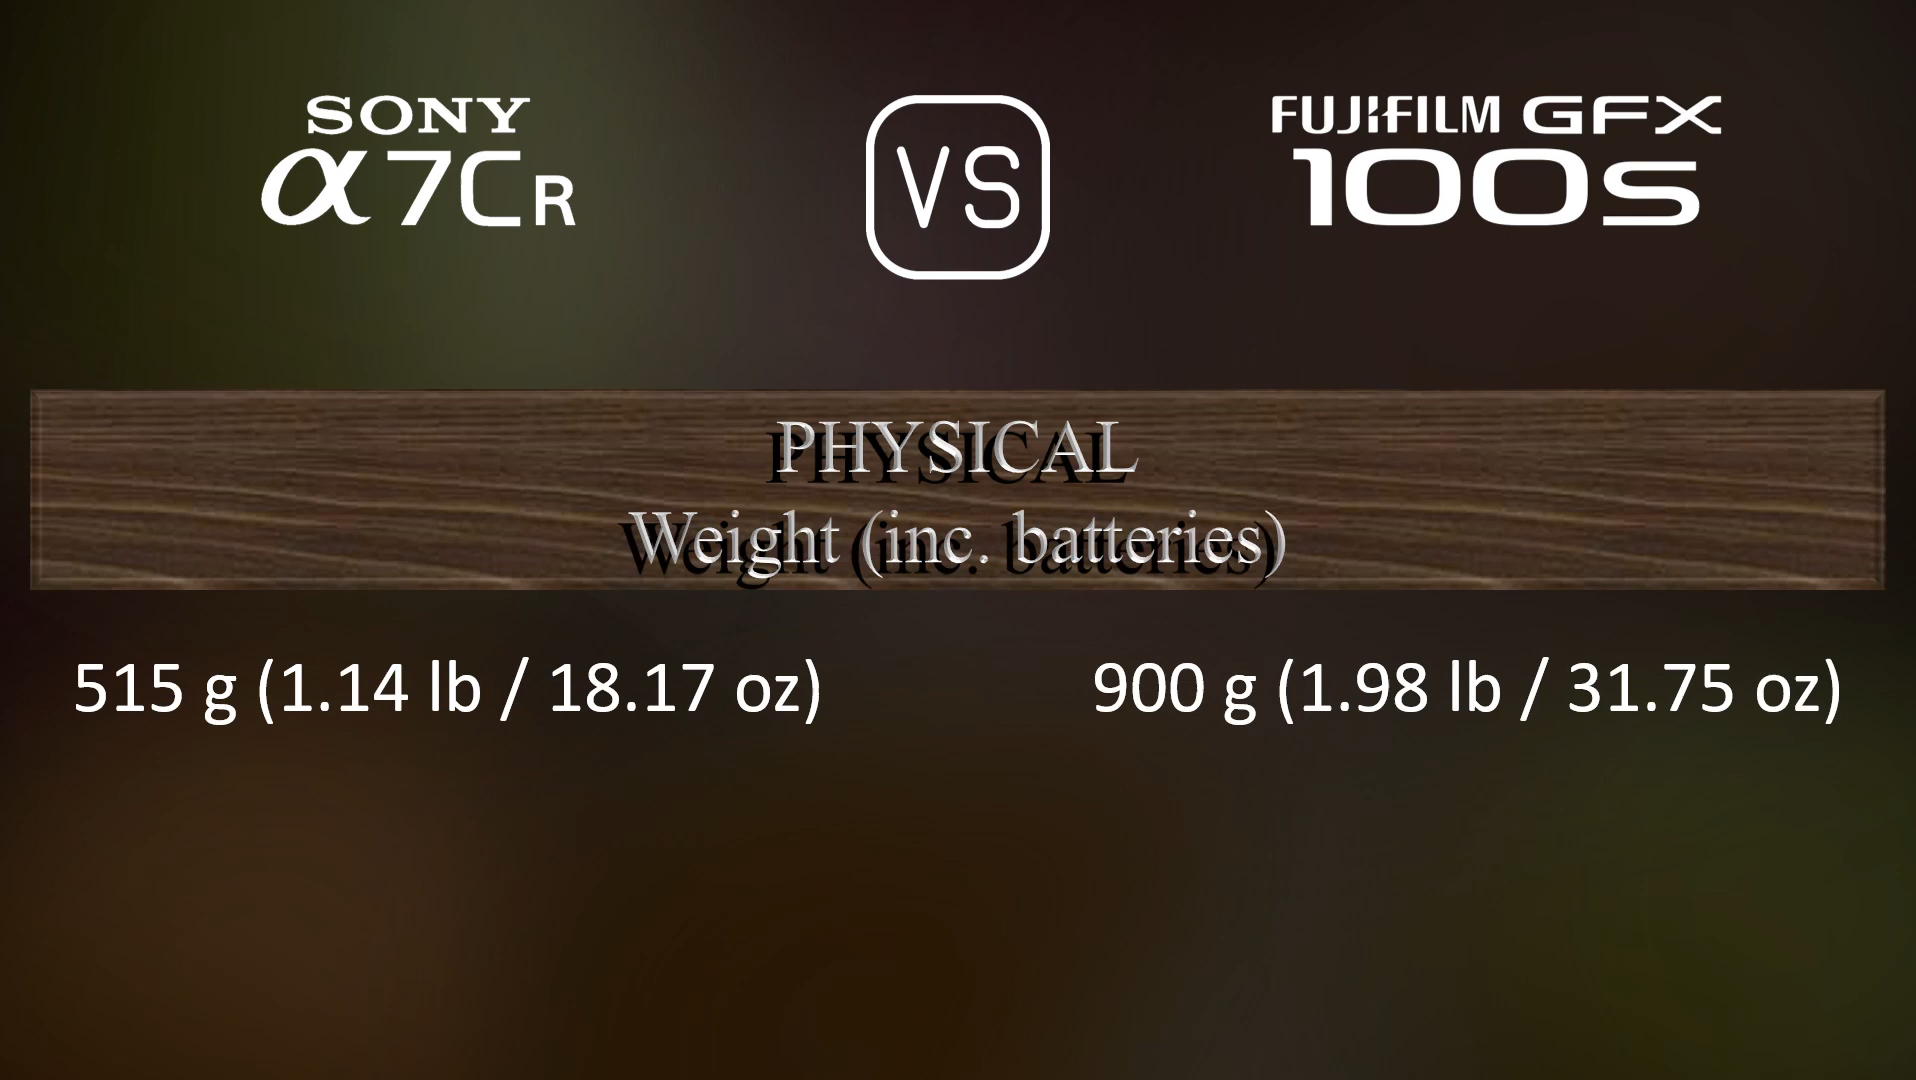 SONY
α7CR
VS
FUJIFILM GFX
100S
PHYSICAL
Weight (inc. batteries)
515 g (1.14 lb / 18.17 oz)
900 g (1.98 lb / 31.75 oz)